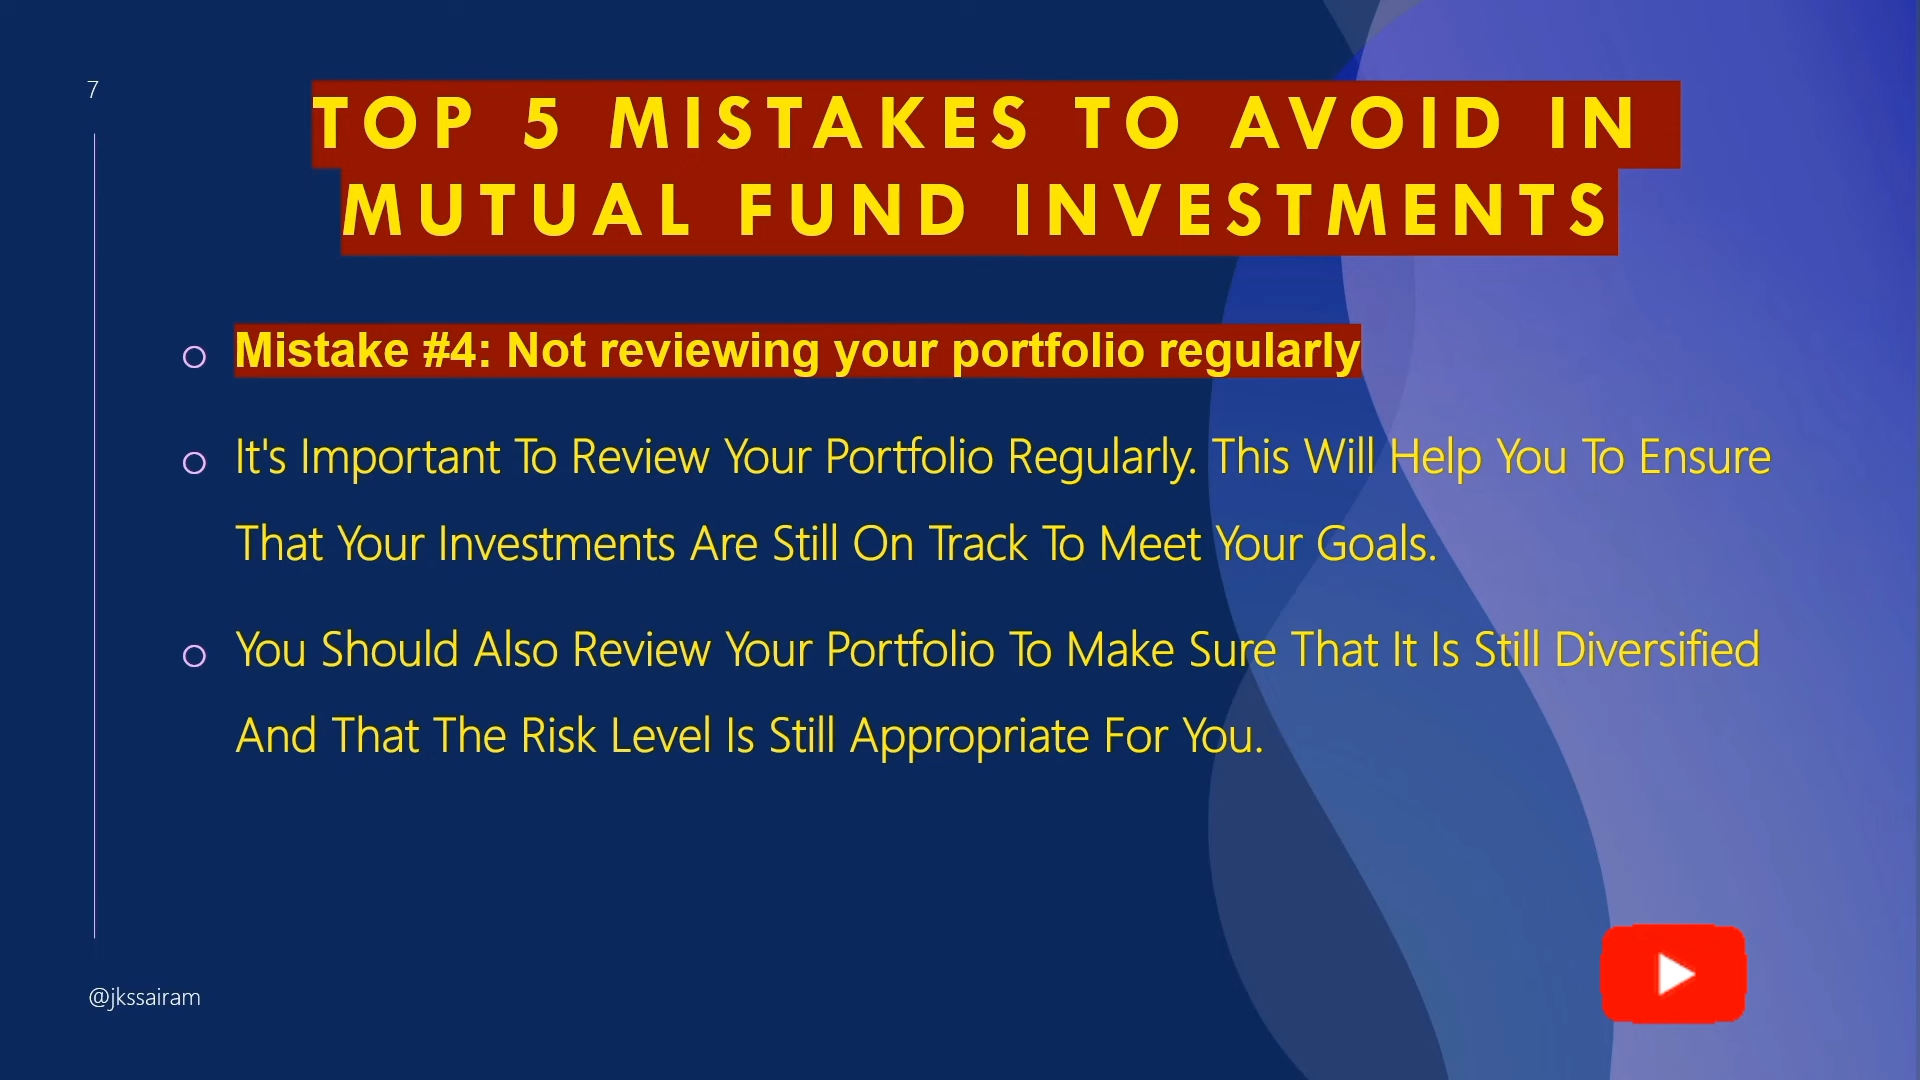 7
TOP 5 MISTAKES TO AVOID IN
MUTUAL FUND INVESTMENTS
Mistake #4: Not reviewing your portfolio regularly
It's Important To Review Your Portfolio Regularly. This Will Help You To Ensure
That Your Investments Are Still On Track To Meet Your Goals.
You Should Also Review Your Portfolio To Make Sure That It Is Still Diversified
And That The Risk Level Is Still Appropriate For You.
@jkssairam